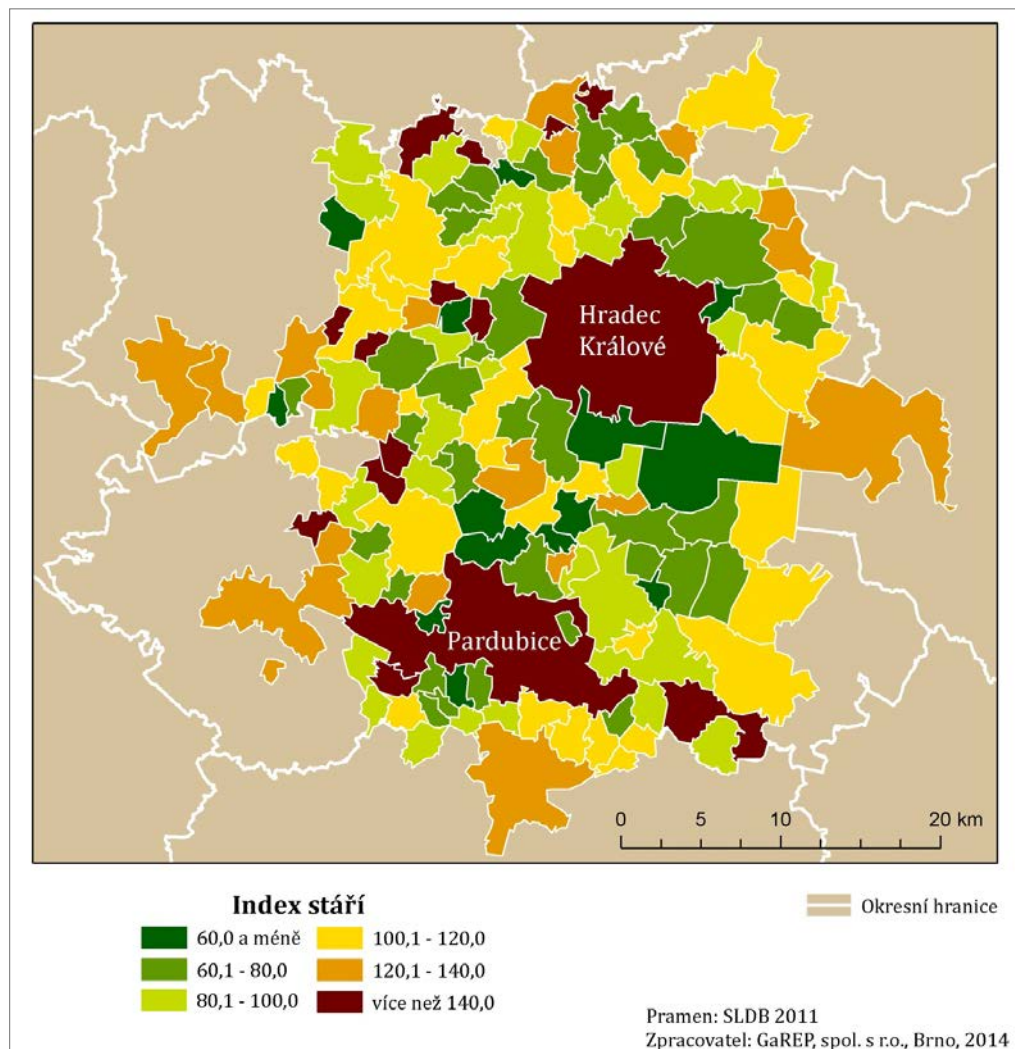 Hradec
Králové
Pardubice
0 5 10 20 km
Index stáří
60,0 a méně
60,1 - 80,0
80,1 - 100,0
100,1 - 120,0
120,1 - 140,0
více než 140,0
Okresní hranice
Pramen: SLDB 2011
Zpracovatel: GaREP, spol. s r.o., Brno, 2014